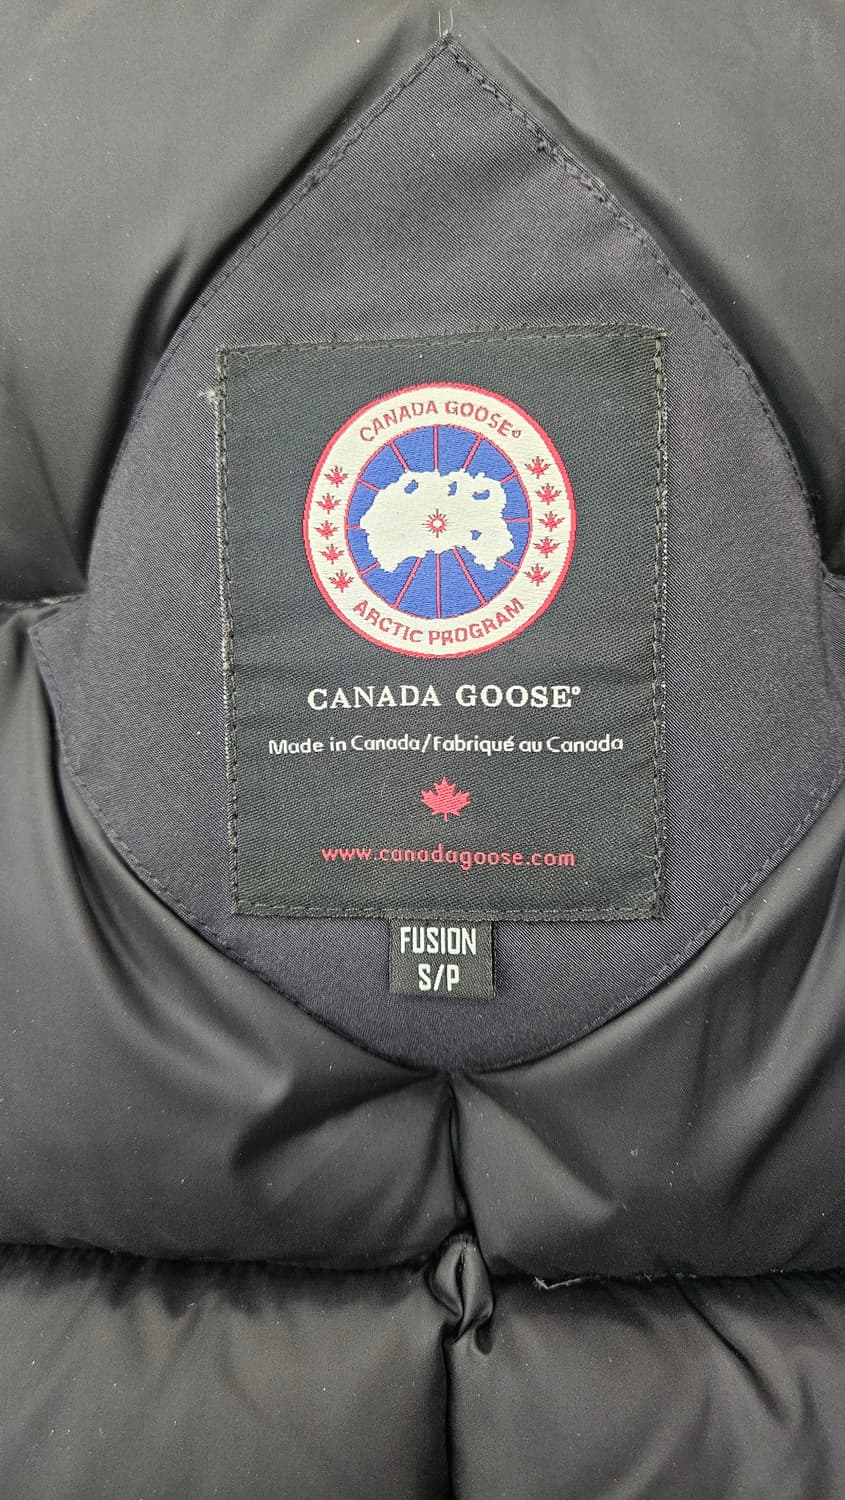 CANADA GOOSE®
ARCTIC PROGRAM
CANADA GOOSE®
Made in Canada/Fabriqué au Canada
www.canadagoose.com
FUSION
S/P